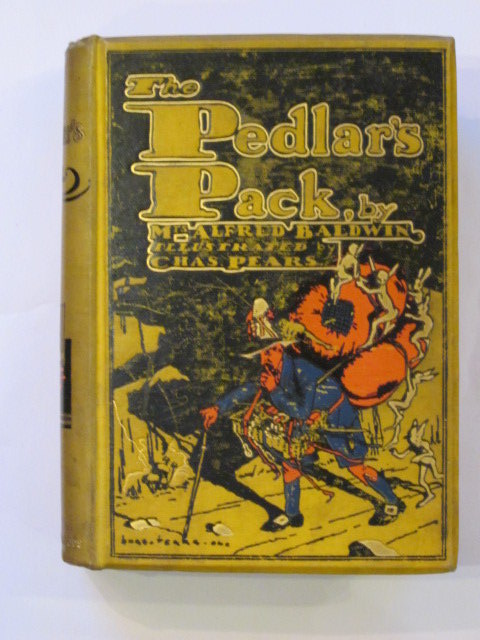 The
Pedlar's
Pack, by
Mrs ALFRED BALDWIN
ILLUSTRATED by
CHAS PEARS